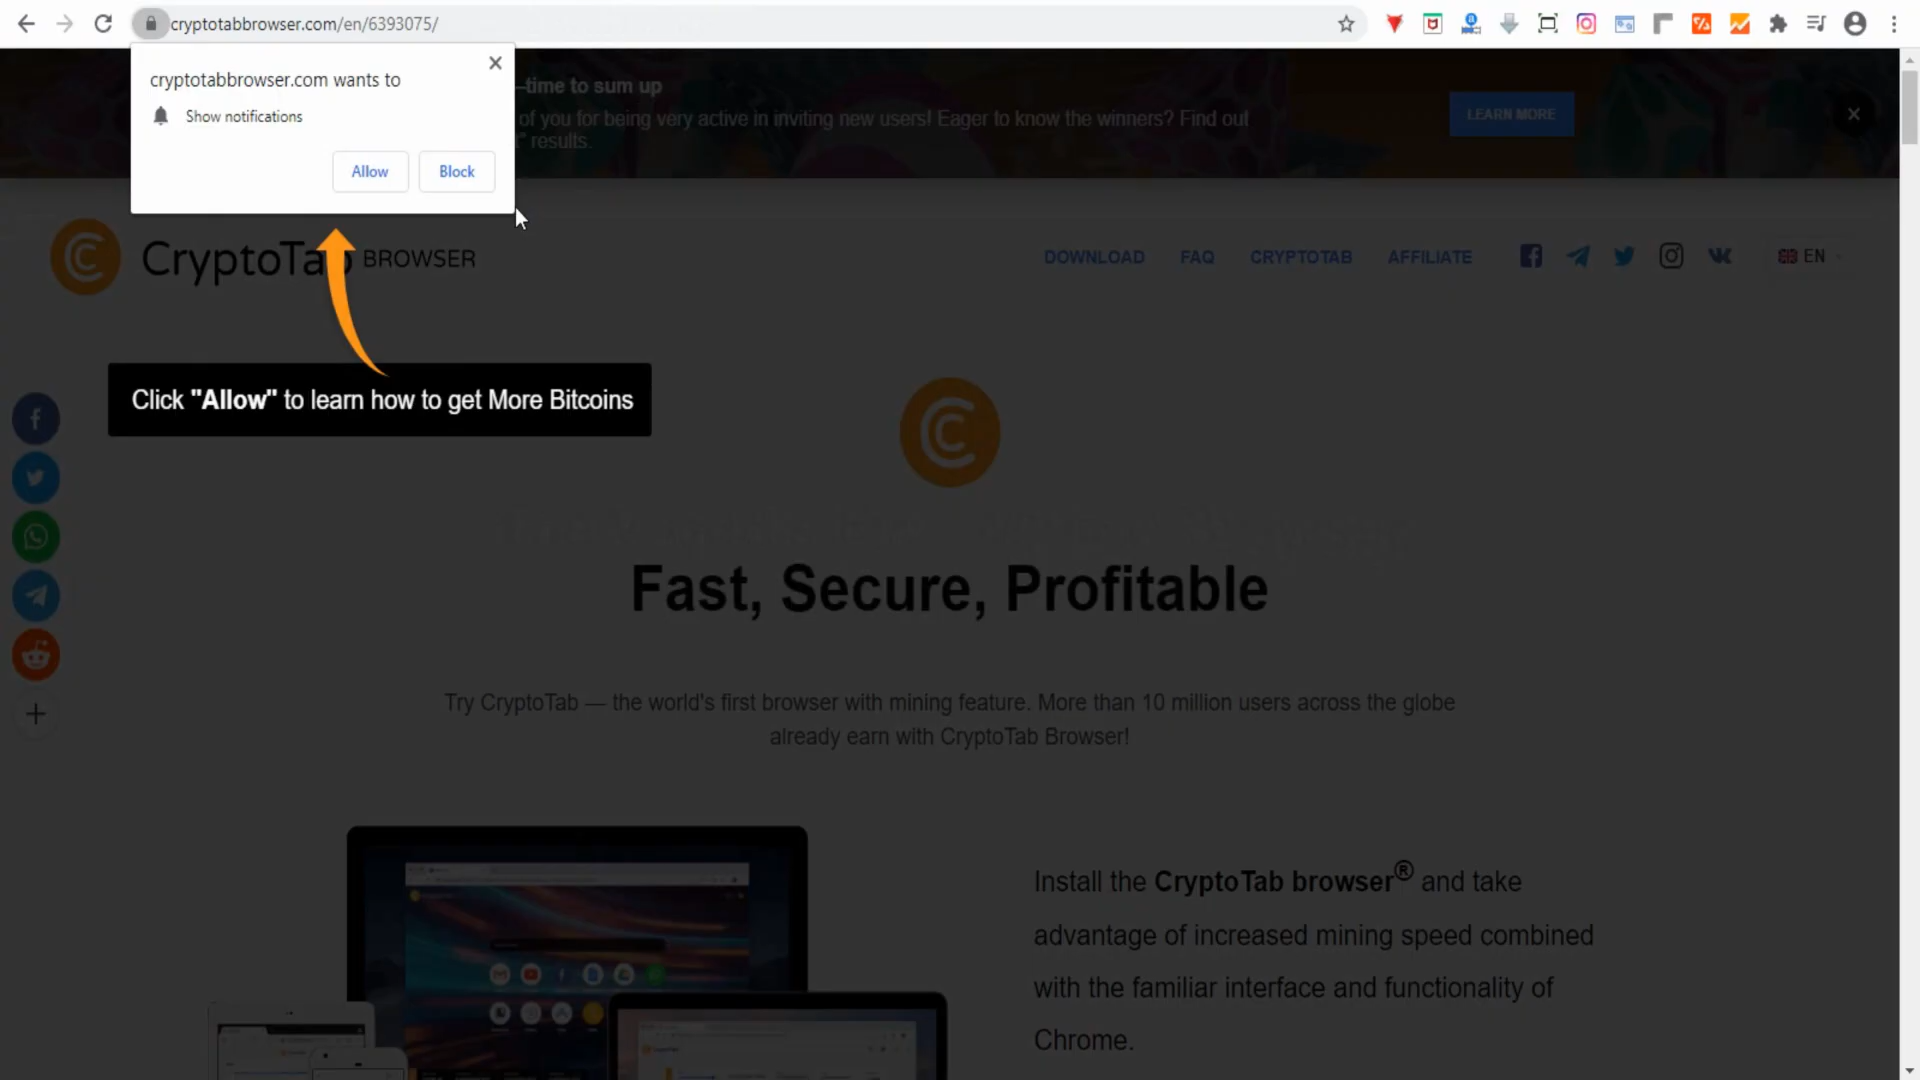 cryptotabbrowser.com/en/6393075/
cryptotabbrowser.com wants to
Show notifications
Allow
Block
–time to sum up
of you for being very active in inviting new users! Eager to know the winners? Find out
results.
LEARN MORE
CryptoTab BROWSER
DOWNLOAD
FAQ
CRYPTOTAB
AFFILIATE
EN
Click "Allow" to learn how to get More Bitcoins
Fast, Secure, Profitable
Try CryptoTab — the world's first browser with mining feature. More than 10 million users across the globe
already earn with CryptoTab Browser!
Install the CryptoTab browser® and take
advantage of increased mining speed combined
with the familiar interface and functionality of
Chrome.